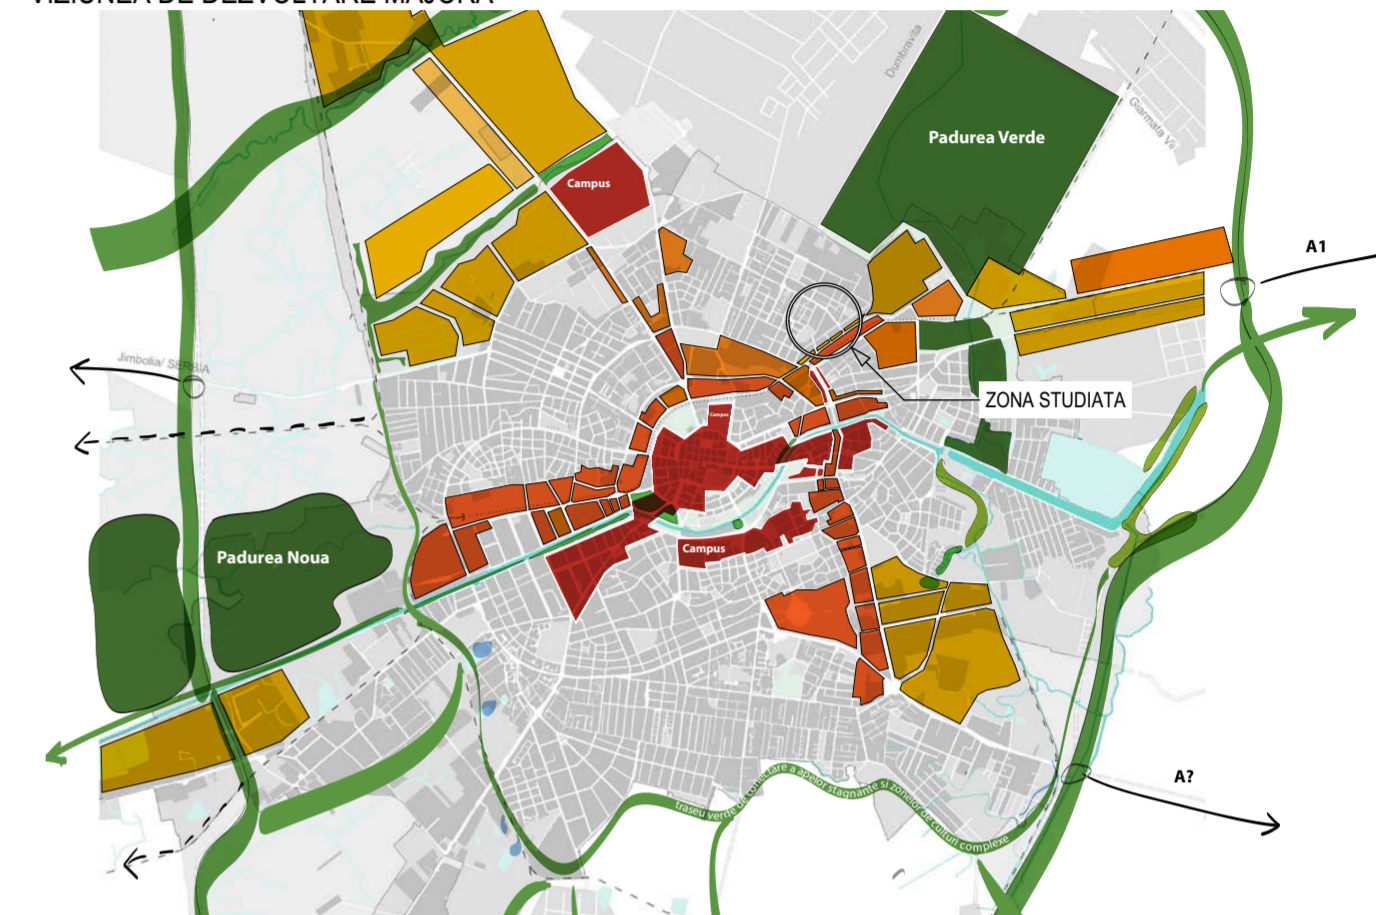 VIZIUNEA DE DEZVOLTARE MAJORA
Dumbravita
Giarmata Vii
Padurea Verde
Campus
A1
Jimbolia/ SERBIA
ZONA STUDIATA
Campus
Padurea Noua
Campus
A?
traseu verde de conectare a apelor stagnante si zonelor de culturi complexe